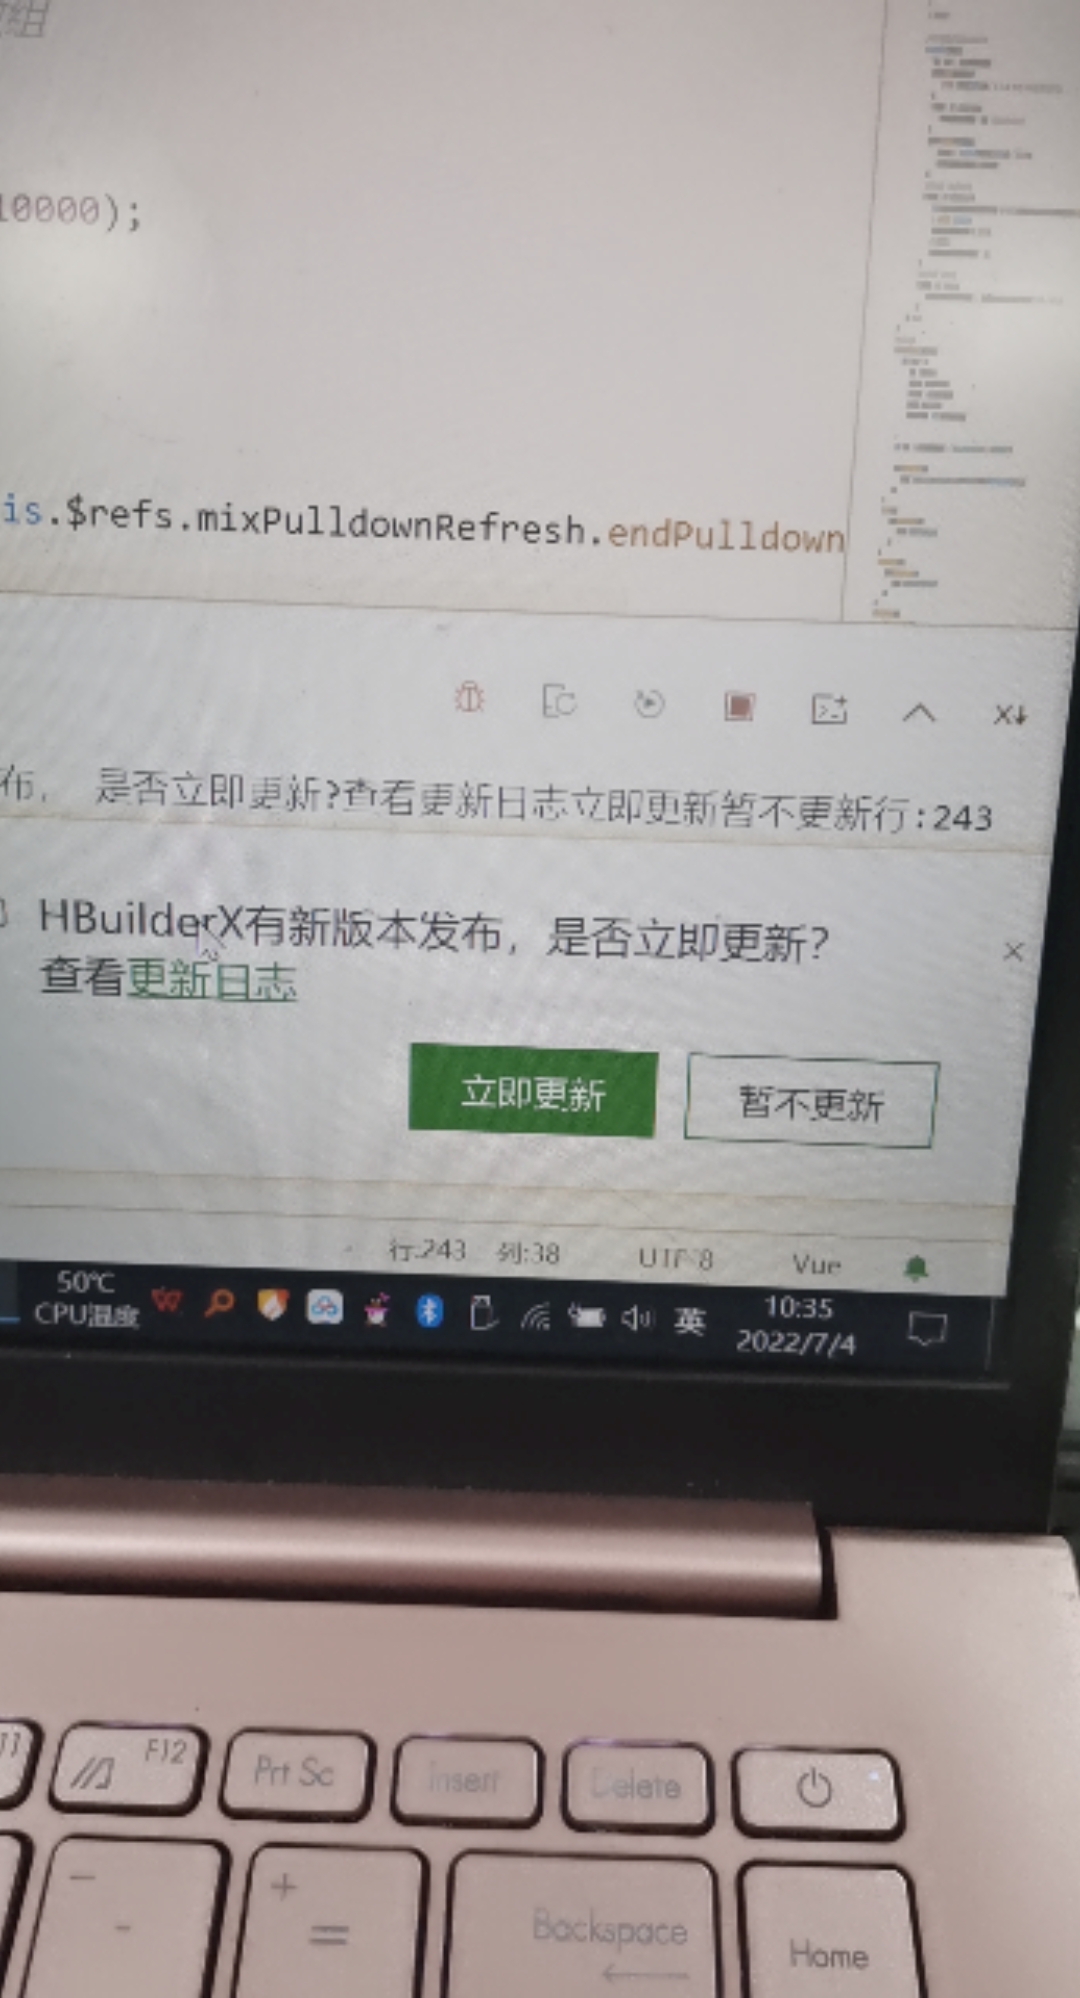 组
10000);
is.$refs.mixPulldownRefresh.endPulldown
布， 是否立即更新?查看更新日志立即更新暂不更新行:243
HBuilderX有新版本发布，是否立即更新?
查看更新日志
立即更新
暂不更新
行:243 列:38 UTF-8 Vue
50℃
CPU温度
英
10:35
2022/7/4
F12
Prt Sc
Insert
Delete
Backspace
Home